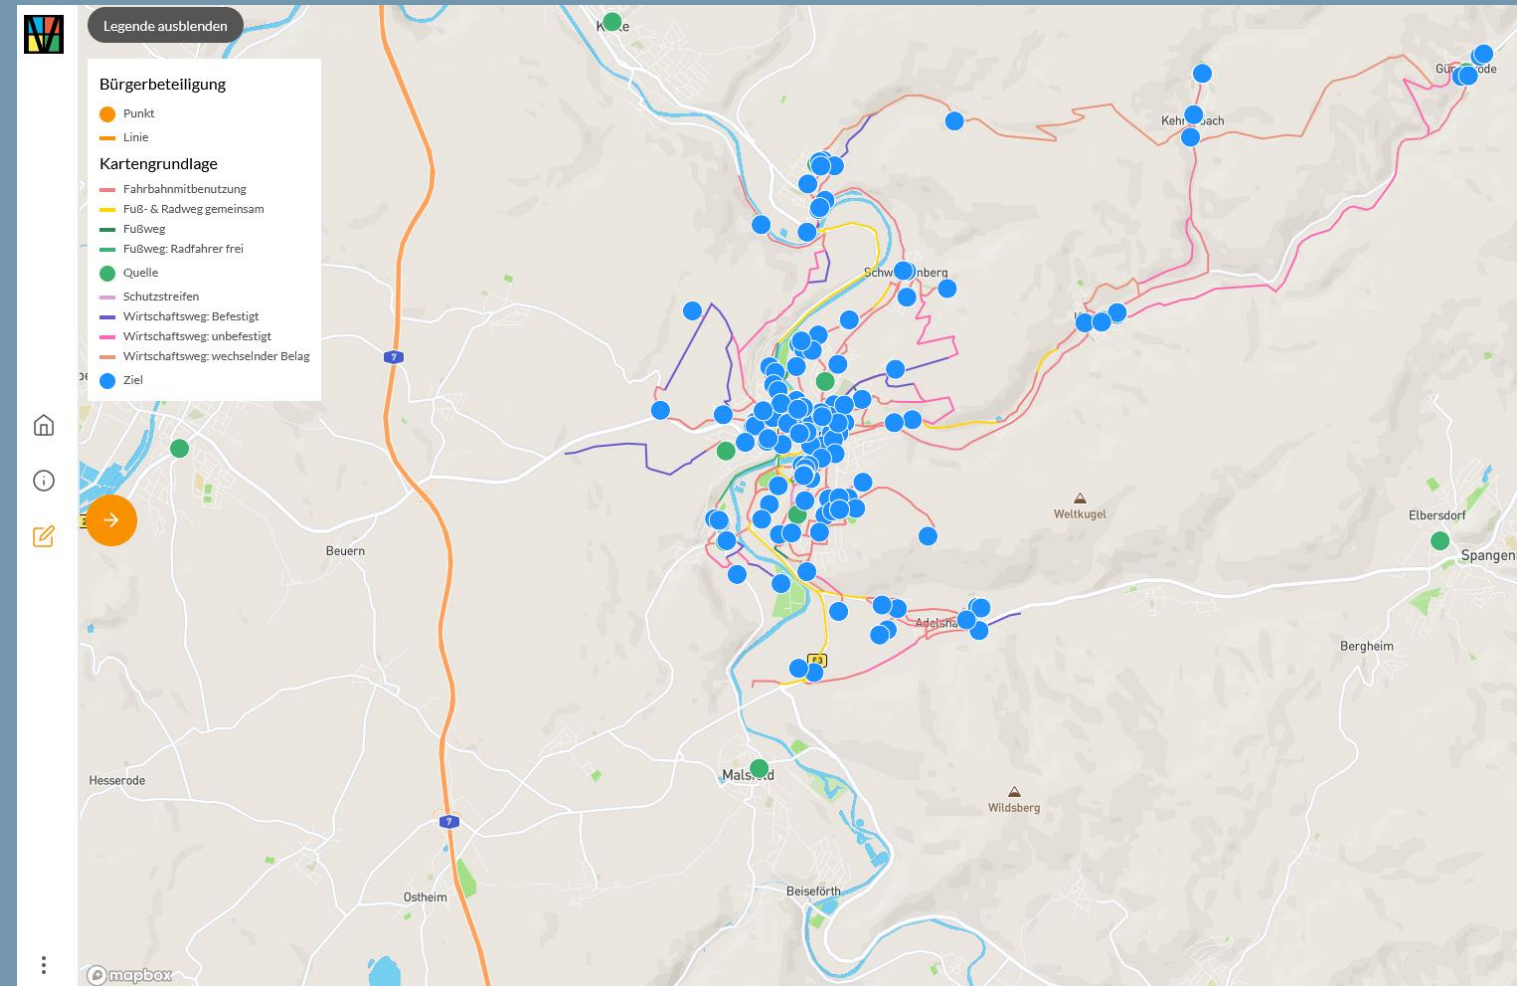 Legende ausblenden
Bürgerbeteiligung
Punkt
Linie
Kartengrundlage
Fahrbahnmitbenutzung
Fuß- & Radweg gemeinsam
Fußweg
Fußweg: Radfahrer frei
Quelle
Schutzstreifen
Wirtschaftsweg: Befestigt
Wirtschaftsweg: unbefestigt
Wirtschaftsweg: wechselnder Belag
Ziel
7
Weltkugel
Elbersdorf
Spangen
Beuern
Bergheim
Hesserode
Wildsberg
7
Beiseförth
Ostheim
mapbox